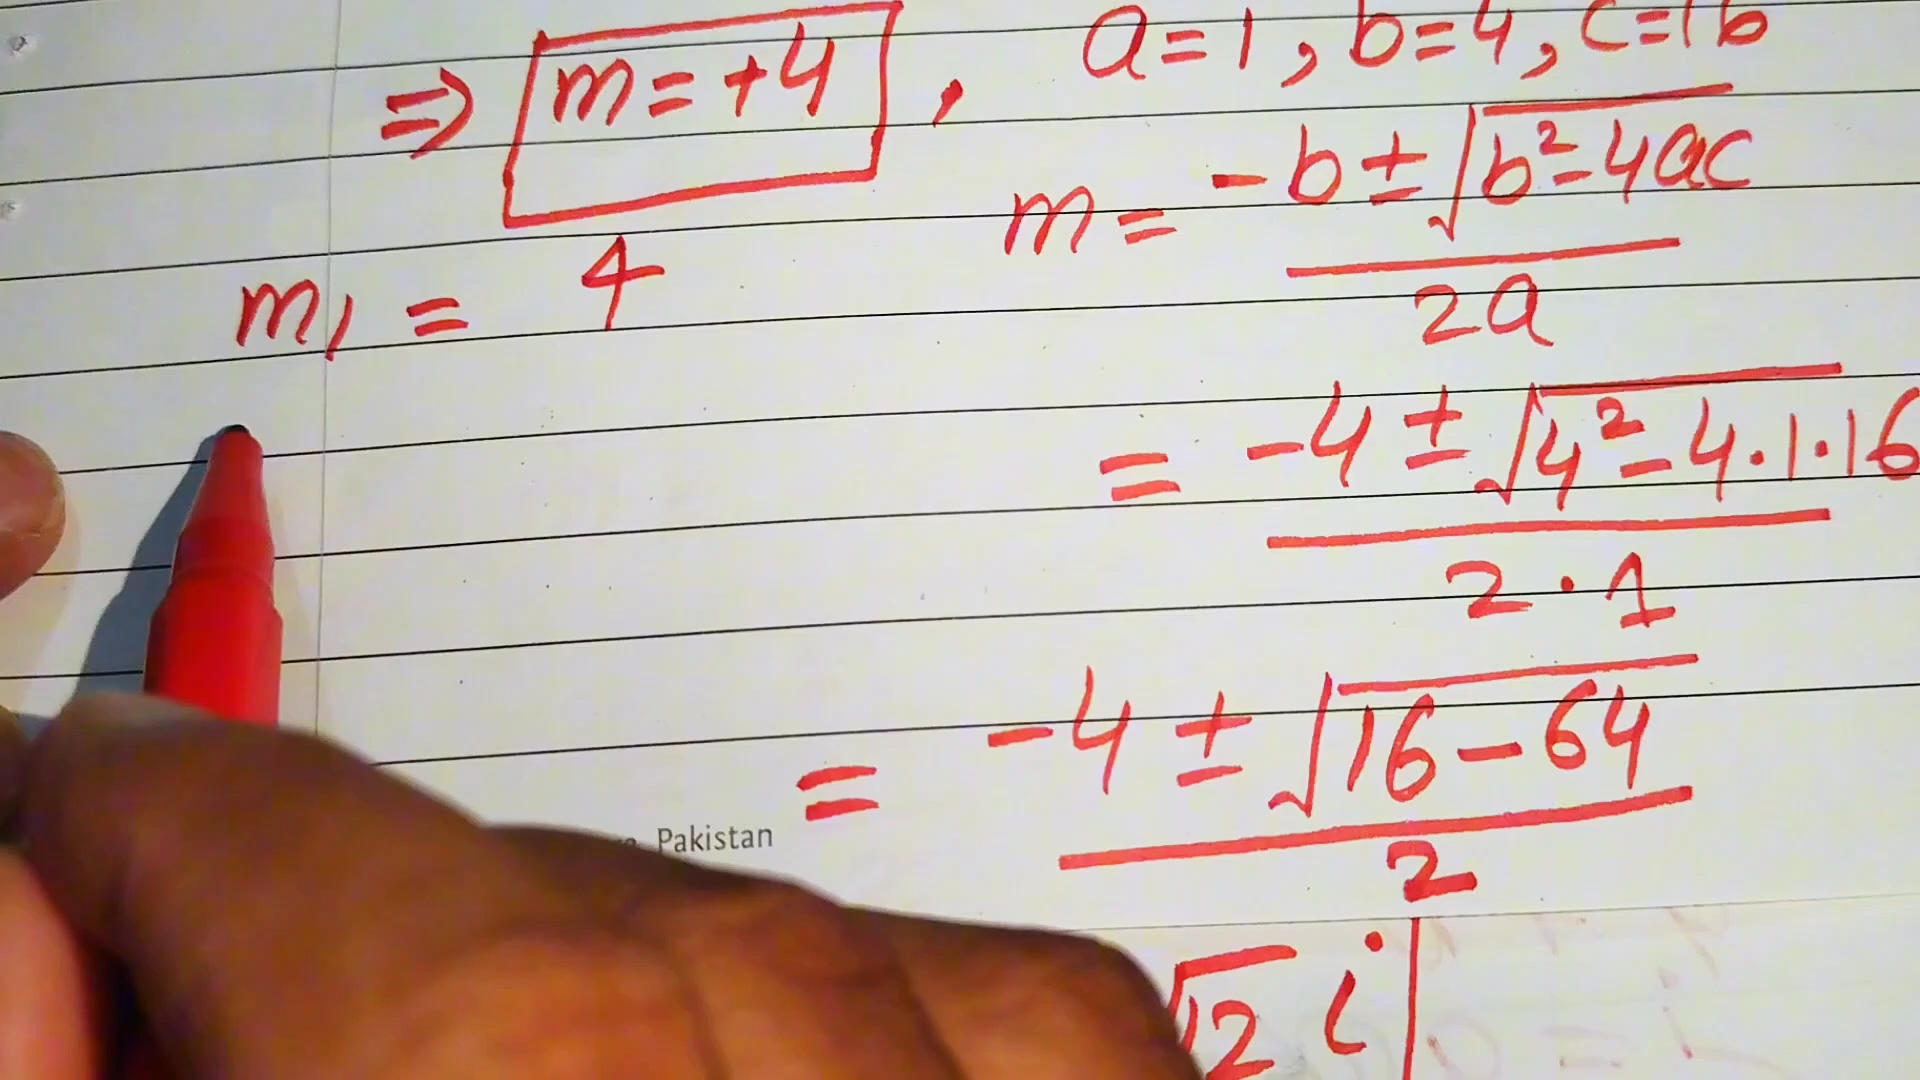 ⇒ m = +4 , a = 1 , b = 4 , c = 16
m = -b ± √b² - 4ac / 2a
m₁ = 4
= -4 ± √4² - 4·1·16 / 2·1
= -4 ± √16 - 64 / 2
Pakistan
√12 i